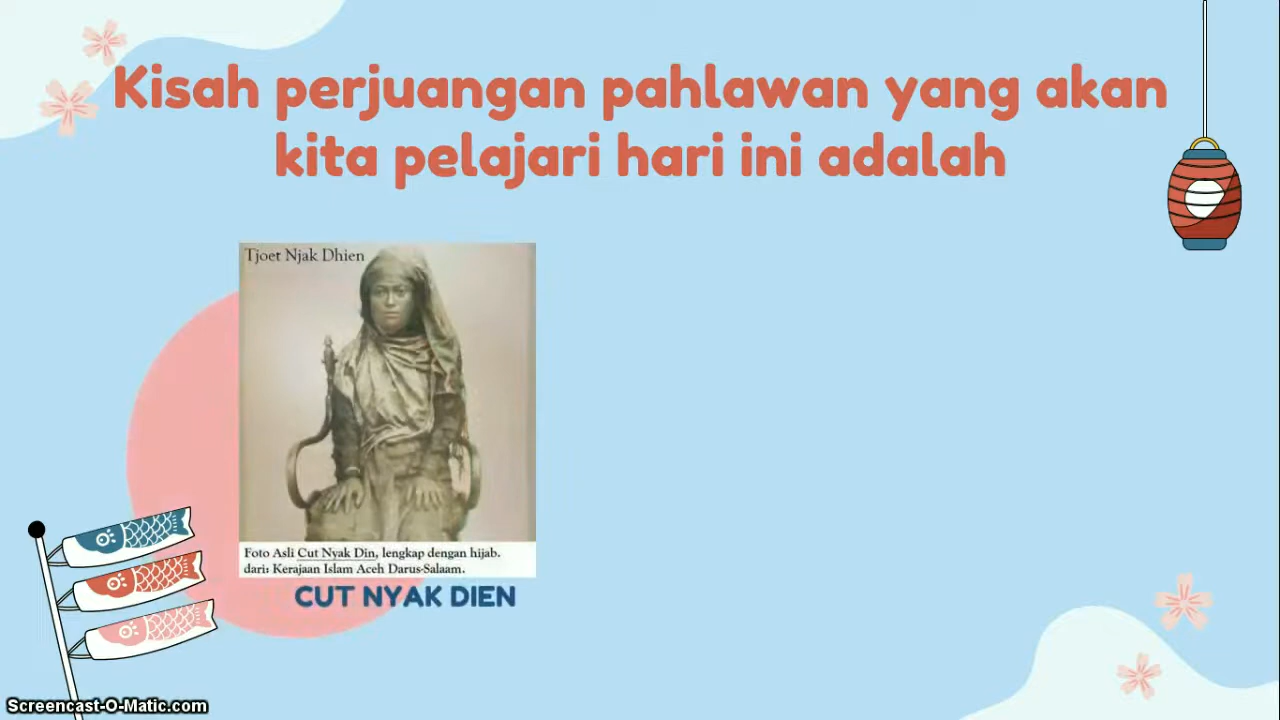 Kisah perjuangan pahlawan yang akan
kita pelajari hari ini adalah
Tjoet Njak Dhien
Foto Asli Cut Nyak Din, lengkap dengan hijab.
dari: Kerajaan Islam Aceh Darus-Salaam.
CUT NYAK DIEN
Screencast-O-Matic.com